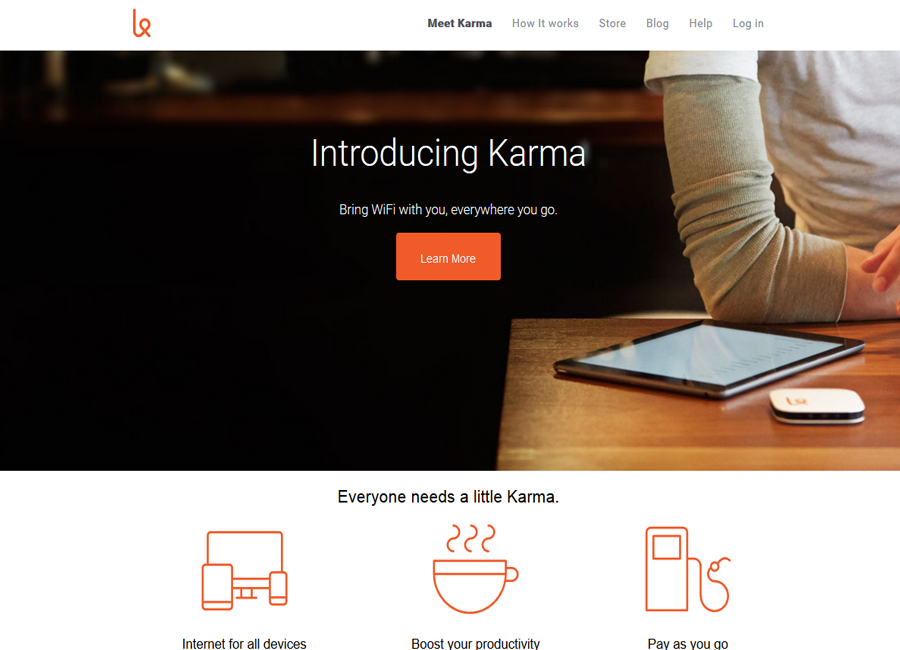 Meet Karma How It works Store Blog Help Log in
Introducing Karma
Bring WiFi with you, everywhere you go.
Learn More
Everyone needs a little Karma.
Internet for all devices Boost your productivity Pay as you go